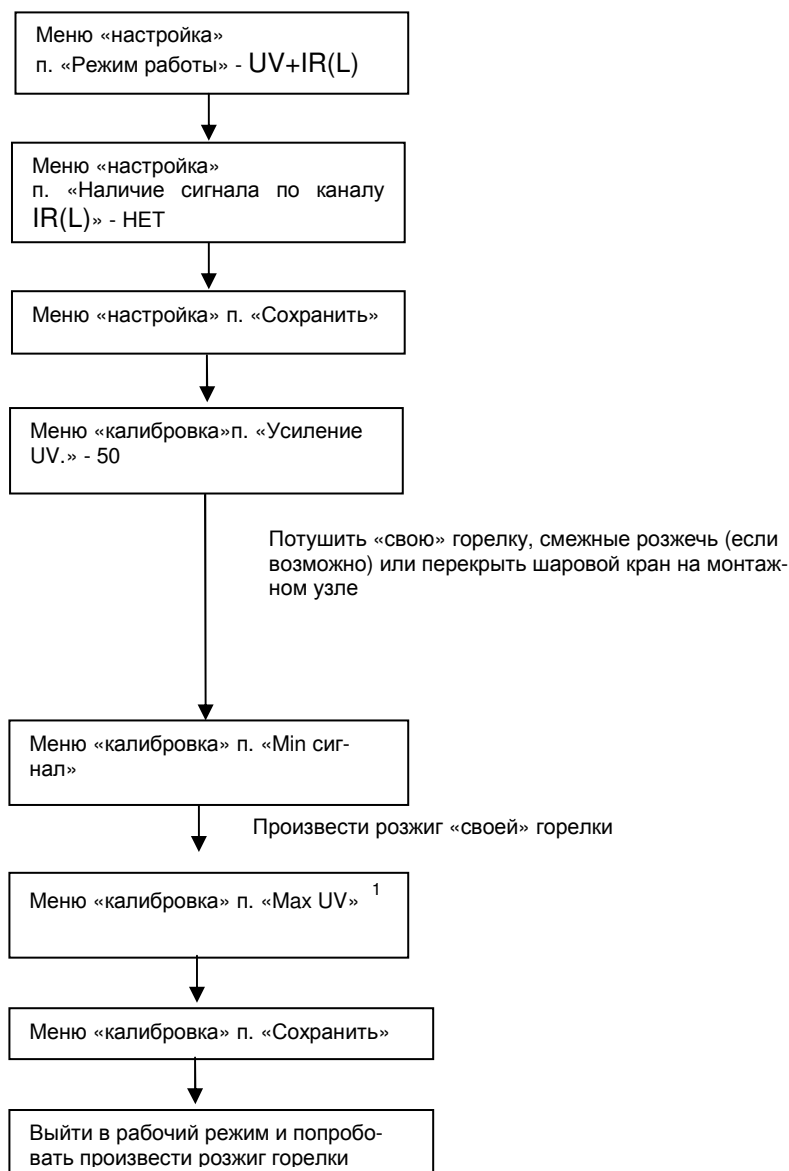 Меню «настройка»
п. «Режим работы» - UV+IR(L)
Меню «настройка»
п. «Наличие сигнала по каналу
IR(L)» - НЕТ
Меню «настройка» п. «Сохранить»
Меню «калибровка»п. «Усиление
UV.» - 50
Потушить «свою» горелку, смежные розжечь (если
возможно) или перекрыть шаровой кран на монтаж-
ном узле
Меню «калибровка» п. «Min сиг-
нал»
Произвести розжиг «своей» горелки
Меню «калибровка» п. «Max UV» 1
Меню «калибровка» п. «Сохранить»
Выйти в рабочий режим и попробо-
вать произвести розжиг горелки